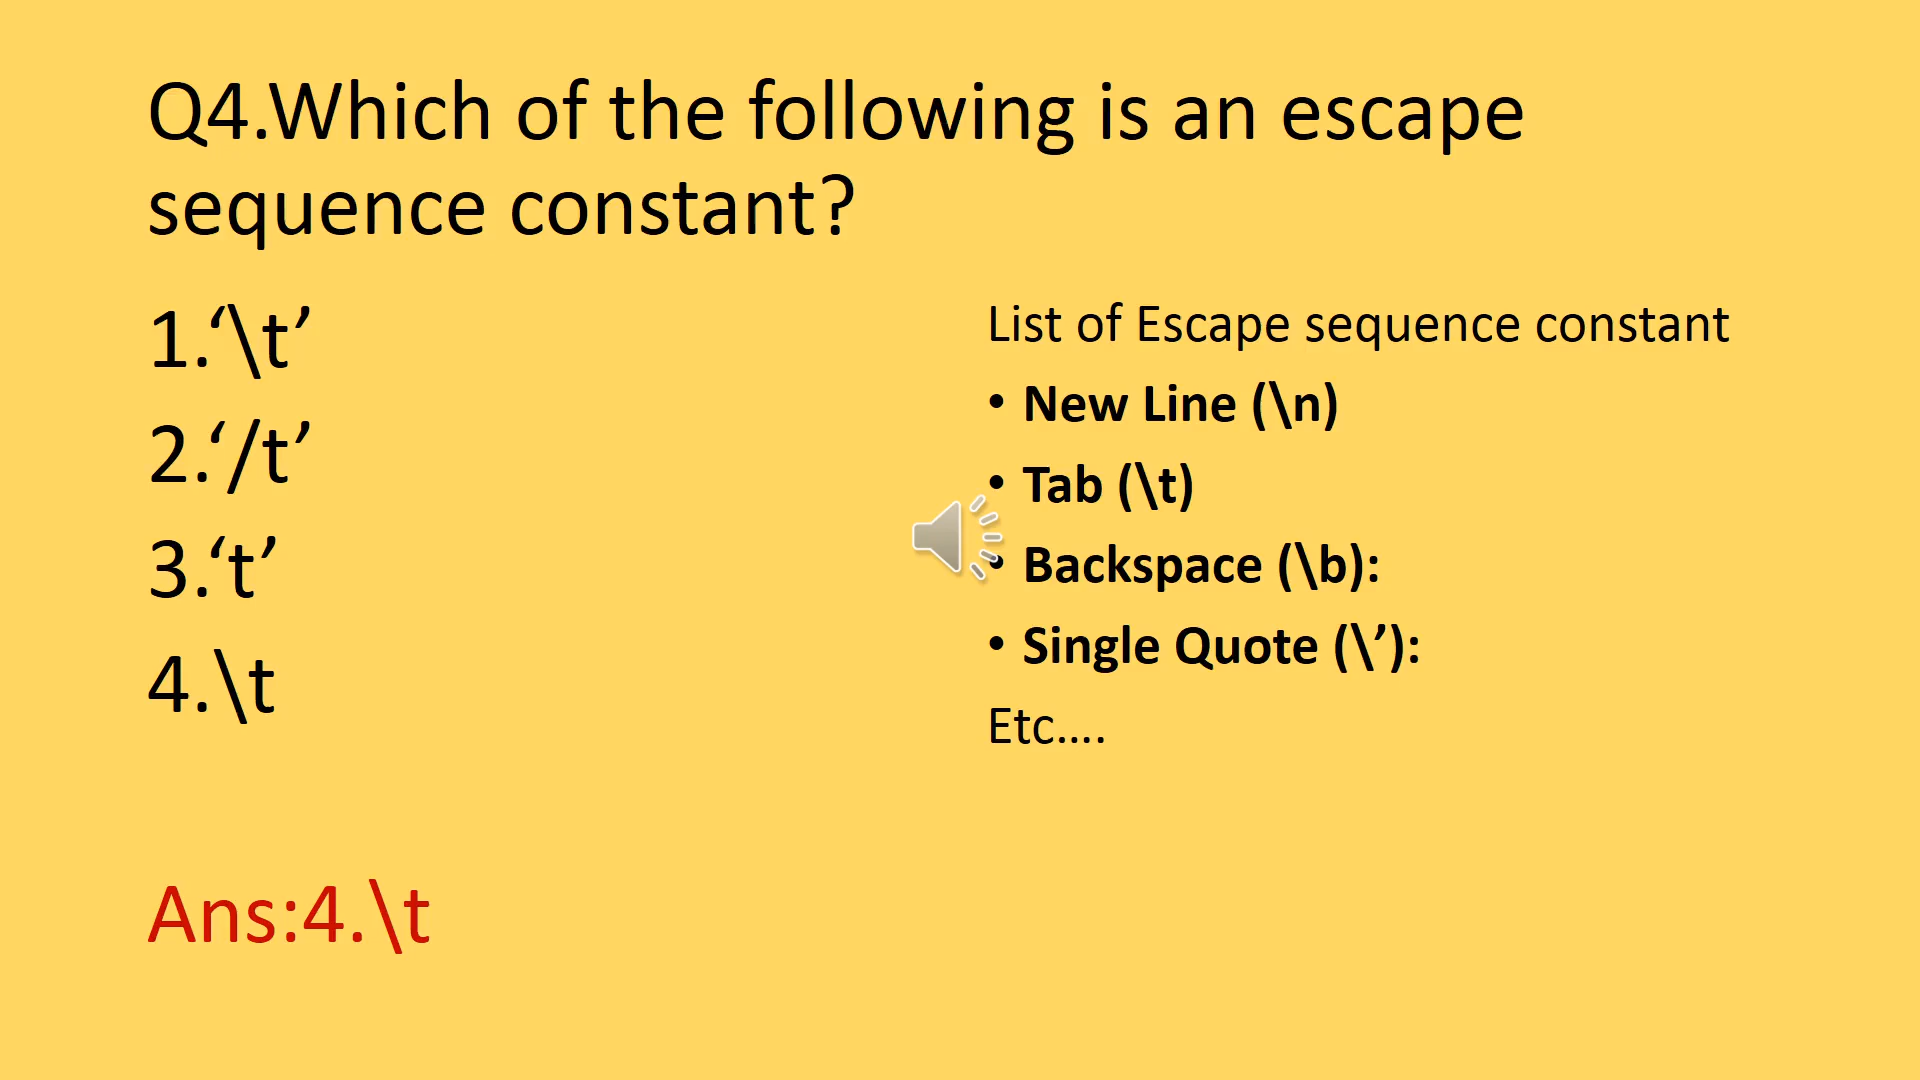 Q4.Which of the following is an escape
sequence constant?
1.‘\t’
2.‘/t’
3.‘t’
4.\t
Ans:4.\t
List of Escape sequence constant
• New Line (\n)
• Tab (\t)
• Backspace (\b):
• Single Quote (\’):
Etc....